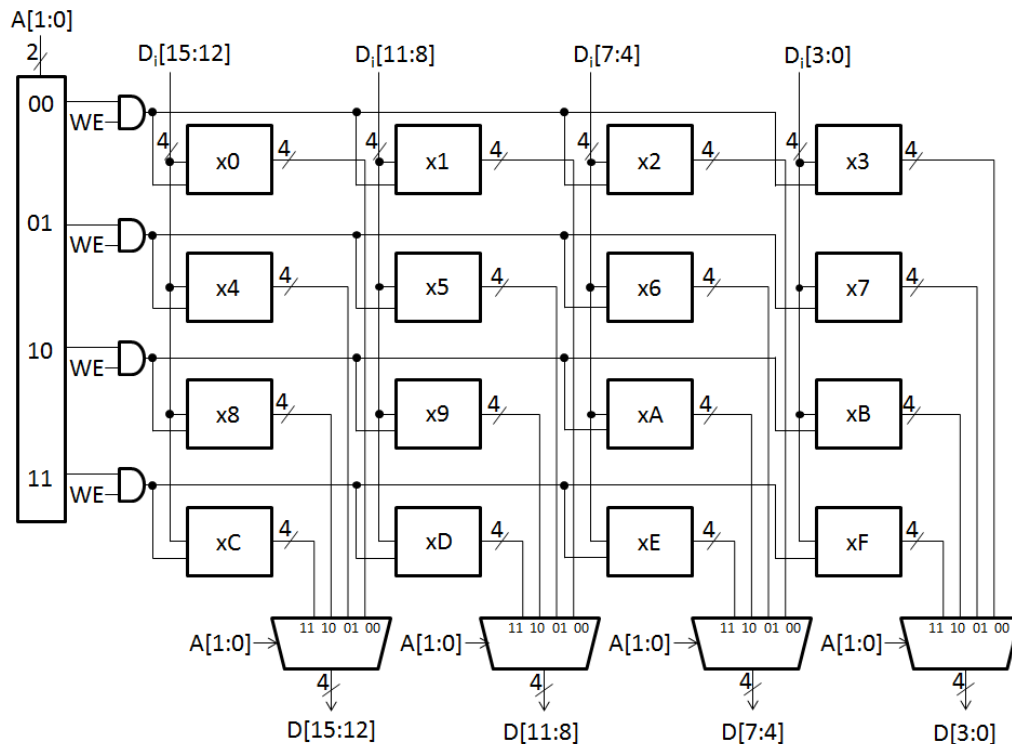 A[1:0]
2
Di[15:12] Di[11:8] Di[7:4] Di[3:0]
00
WE
4 x0 4 4 x1 4 4 x2 4 4 x3 4
01
WE
x4 4 x5 4 x6 4 x7 4
10
WE
x8 4 x9 4 xA 4 xB 4
11
WE
xC 4 xD 4 xE 4 xF 4
A[1:0] 11 10 01 00 A[1:0] 11 10 01 00 A[1:0] 11 10 01 00 A[1:0] 11 10 01 00
4 4 4 4
D[15:12] D[11:8] D[7:4] D[3:0]